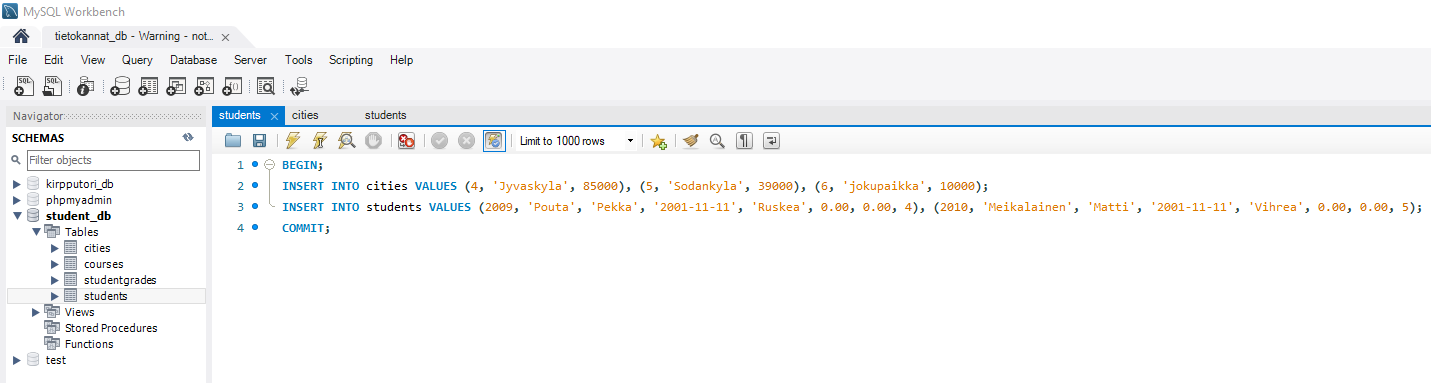 MySQL Workbench
tietokannat_db - Warning - not... ×
File Edit View Query Database Server Tools Scripting Help
Navigator
students × cities students
SCHEMAS
Limit to 1000 rows
Filter objects
1 BEGIN;
2 INSERT INTO cities VALUES (4, 'Jyvaskyla', 85000), (5, 'Sodankyla', 39000), (6, 'jokupaikka', 10000);
3 INSERT INTO students VALUES (2009, 'Pouta', 'Pekka', '2001-11-11', 'Ruskea', 0.00, 0.00, 4), (2010, 'Meikalainen', 'Matti', '2001-11-11', 'Vihrea', 0.00, 0.00, 5);
4 COMMIT;
kirpputori_db
phpmyadmin
student_db
Tables
cities
courses
studentgrades
students
Views
Stored Procedures
Functions
test